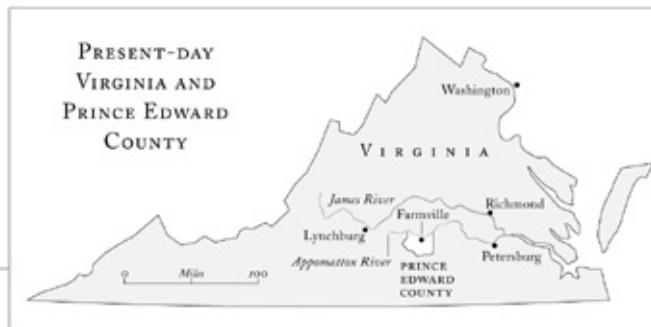 PRESENT-DAY
VIRGINIA AND
PRINCE EDWARD
COUNTY
Washington
VIRGINIA
James River
Richmond
Farmville
Lynchburg
Appomattox River
Petersburg
PRINCE
EDWARD
COUNTY
0 Miles 100